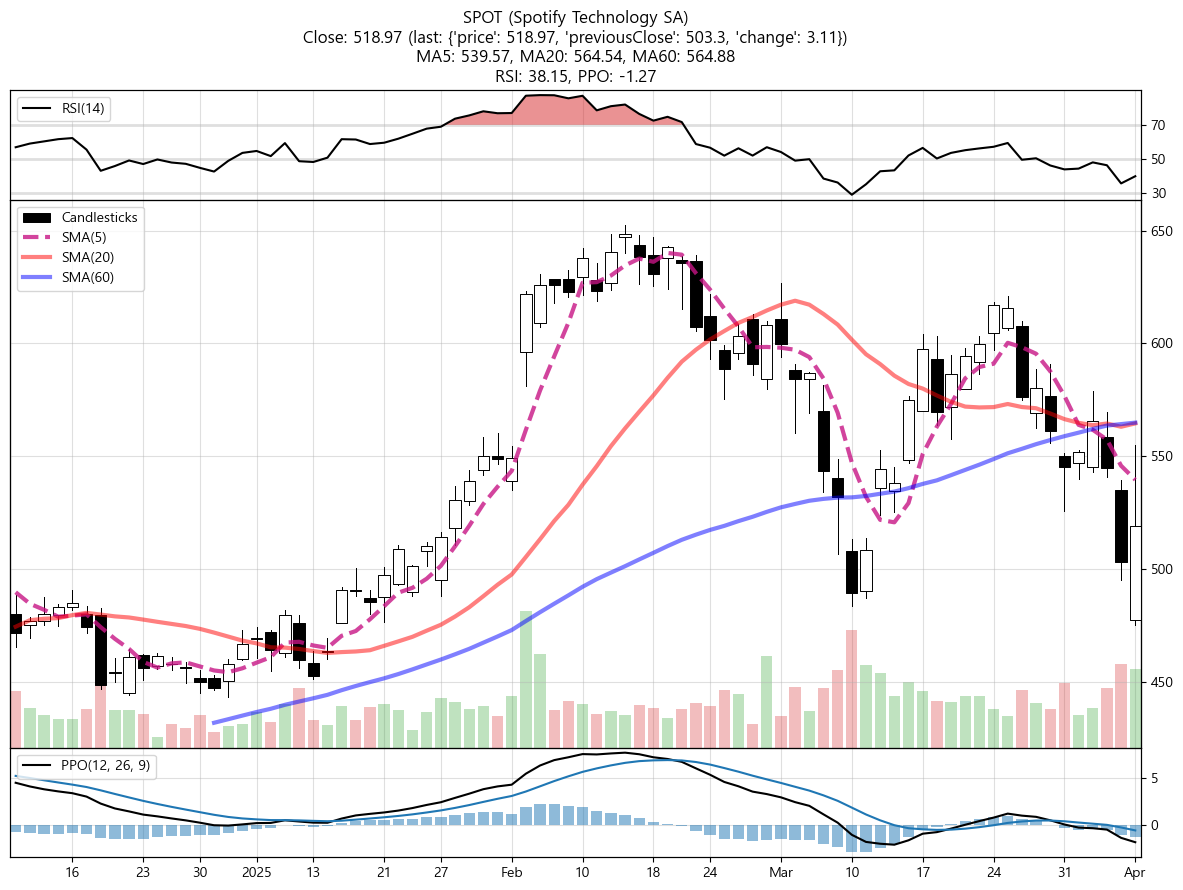 SPOT (Spotify Technology SA)
Close: 518.97 (last: {'price': 518.97, 'previousClose': 503.3, 'change': 3.11})
MA5: 539.57, MA20: 564.54, MA60: 564.88
RSI: 38.15, PPO: -1.27
RSI(14)
70
50
30
Candlesticks
SMA(5)
SMA(20)
SMA(60)
650
600
550
500
450
PPO(12, 26, 9)
5
0
16 23 30 2025 13 21 27 Feb 10 18 24 Mar 10 17 24 31 Apr